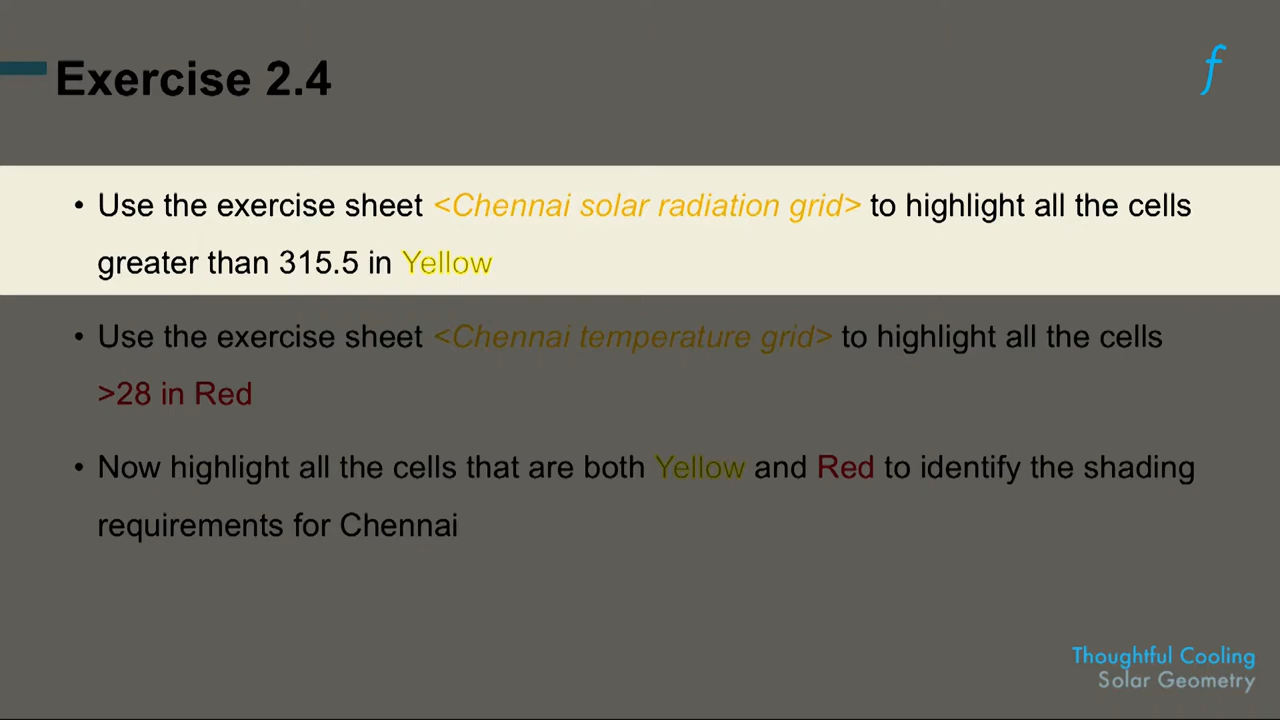 Exercise 2.4
f
• Use the exercise sheet <Chennai solar radiation grid> to highlight all the cells
greater than 315.5 in Yellow
• Use the exercise sheet <Chennai temperature grid> to highlight all the cells
>28 in Red
• Now highlight all the cells that are both Yellow and Red to identify the shading
requirements for Chennai
Thoughtful Cooling
Solar Geometry